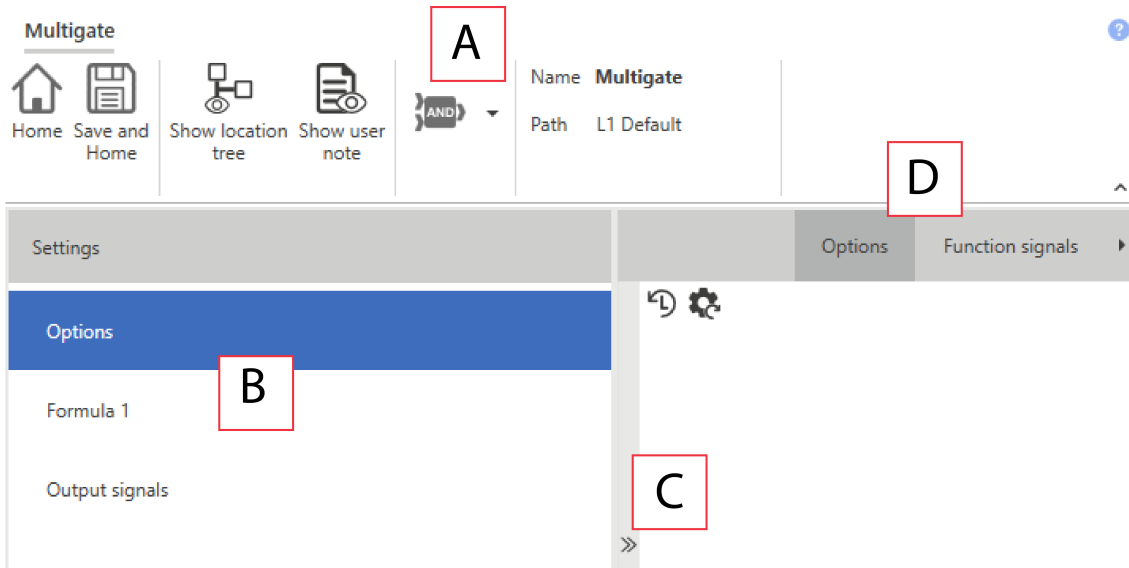 Multigate
A
?
Home
Save and
Home
Show location
tree
Show user
note
AND
Name Multigate
Path L1 Default
D
Settings
Options Function signals
Options
B
Formula 1
Output signals
C